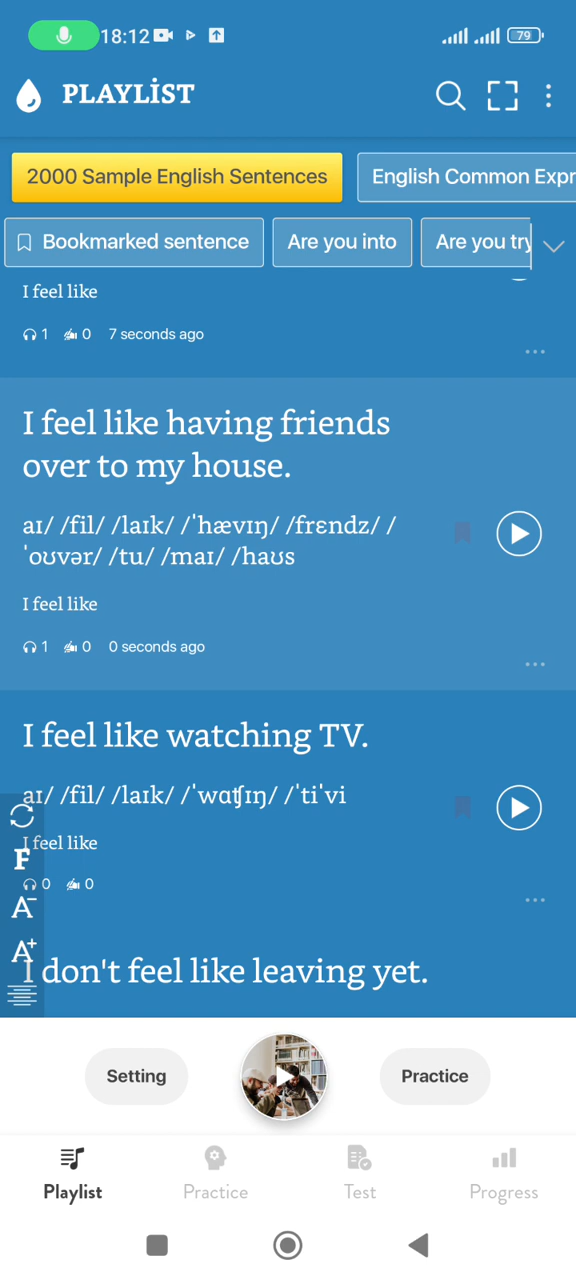 18:12
79
PLAYLİST
2000 Sample English Sentences
English Common Expr
Bookmarked sentence
Are you into
Are you try
I feel like
1 0 7 seconds ago
I feel like having friends
over to my house.
aɪ/ /fil/ /laɪk/ /ˈhævɪŋ/ /frɛndz/ /
ˈoʊvər/ /tu/ /maɪ/ /haʊs
I feel like
1 0 0 seconds ago
I feel like watching TV.
aɪ/ /fil/ /laɪk/ /ˈwɑʧɪŋ/ /ˈtiˈvi
I feel like
0 0
F
A-
A+
I don't feel like leaving yet.
Setting
Practice
Playlist
Practice
Test
Progress